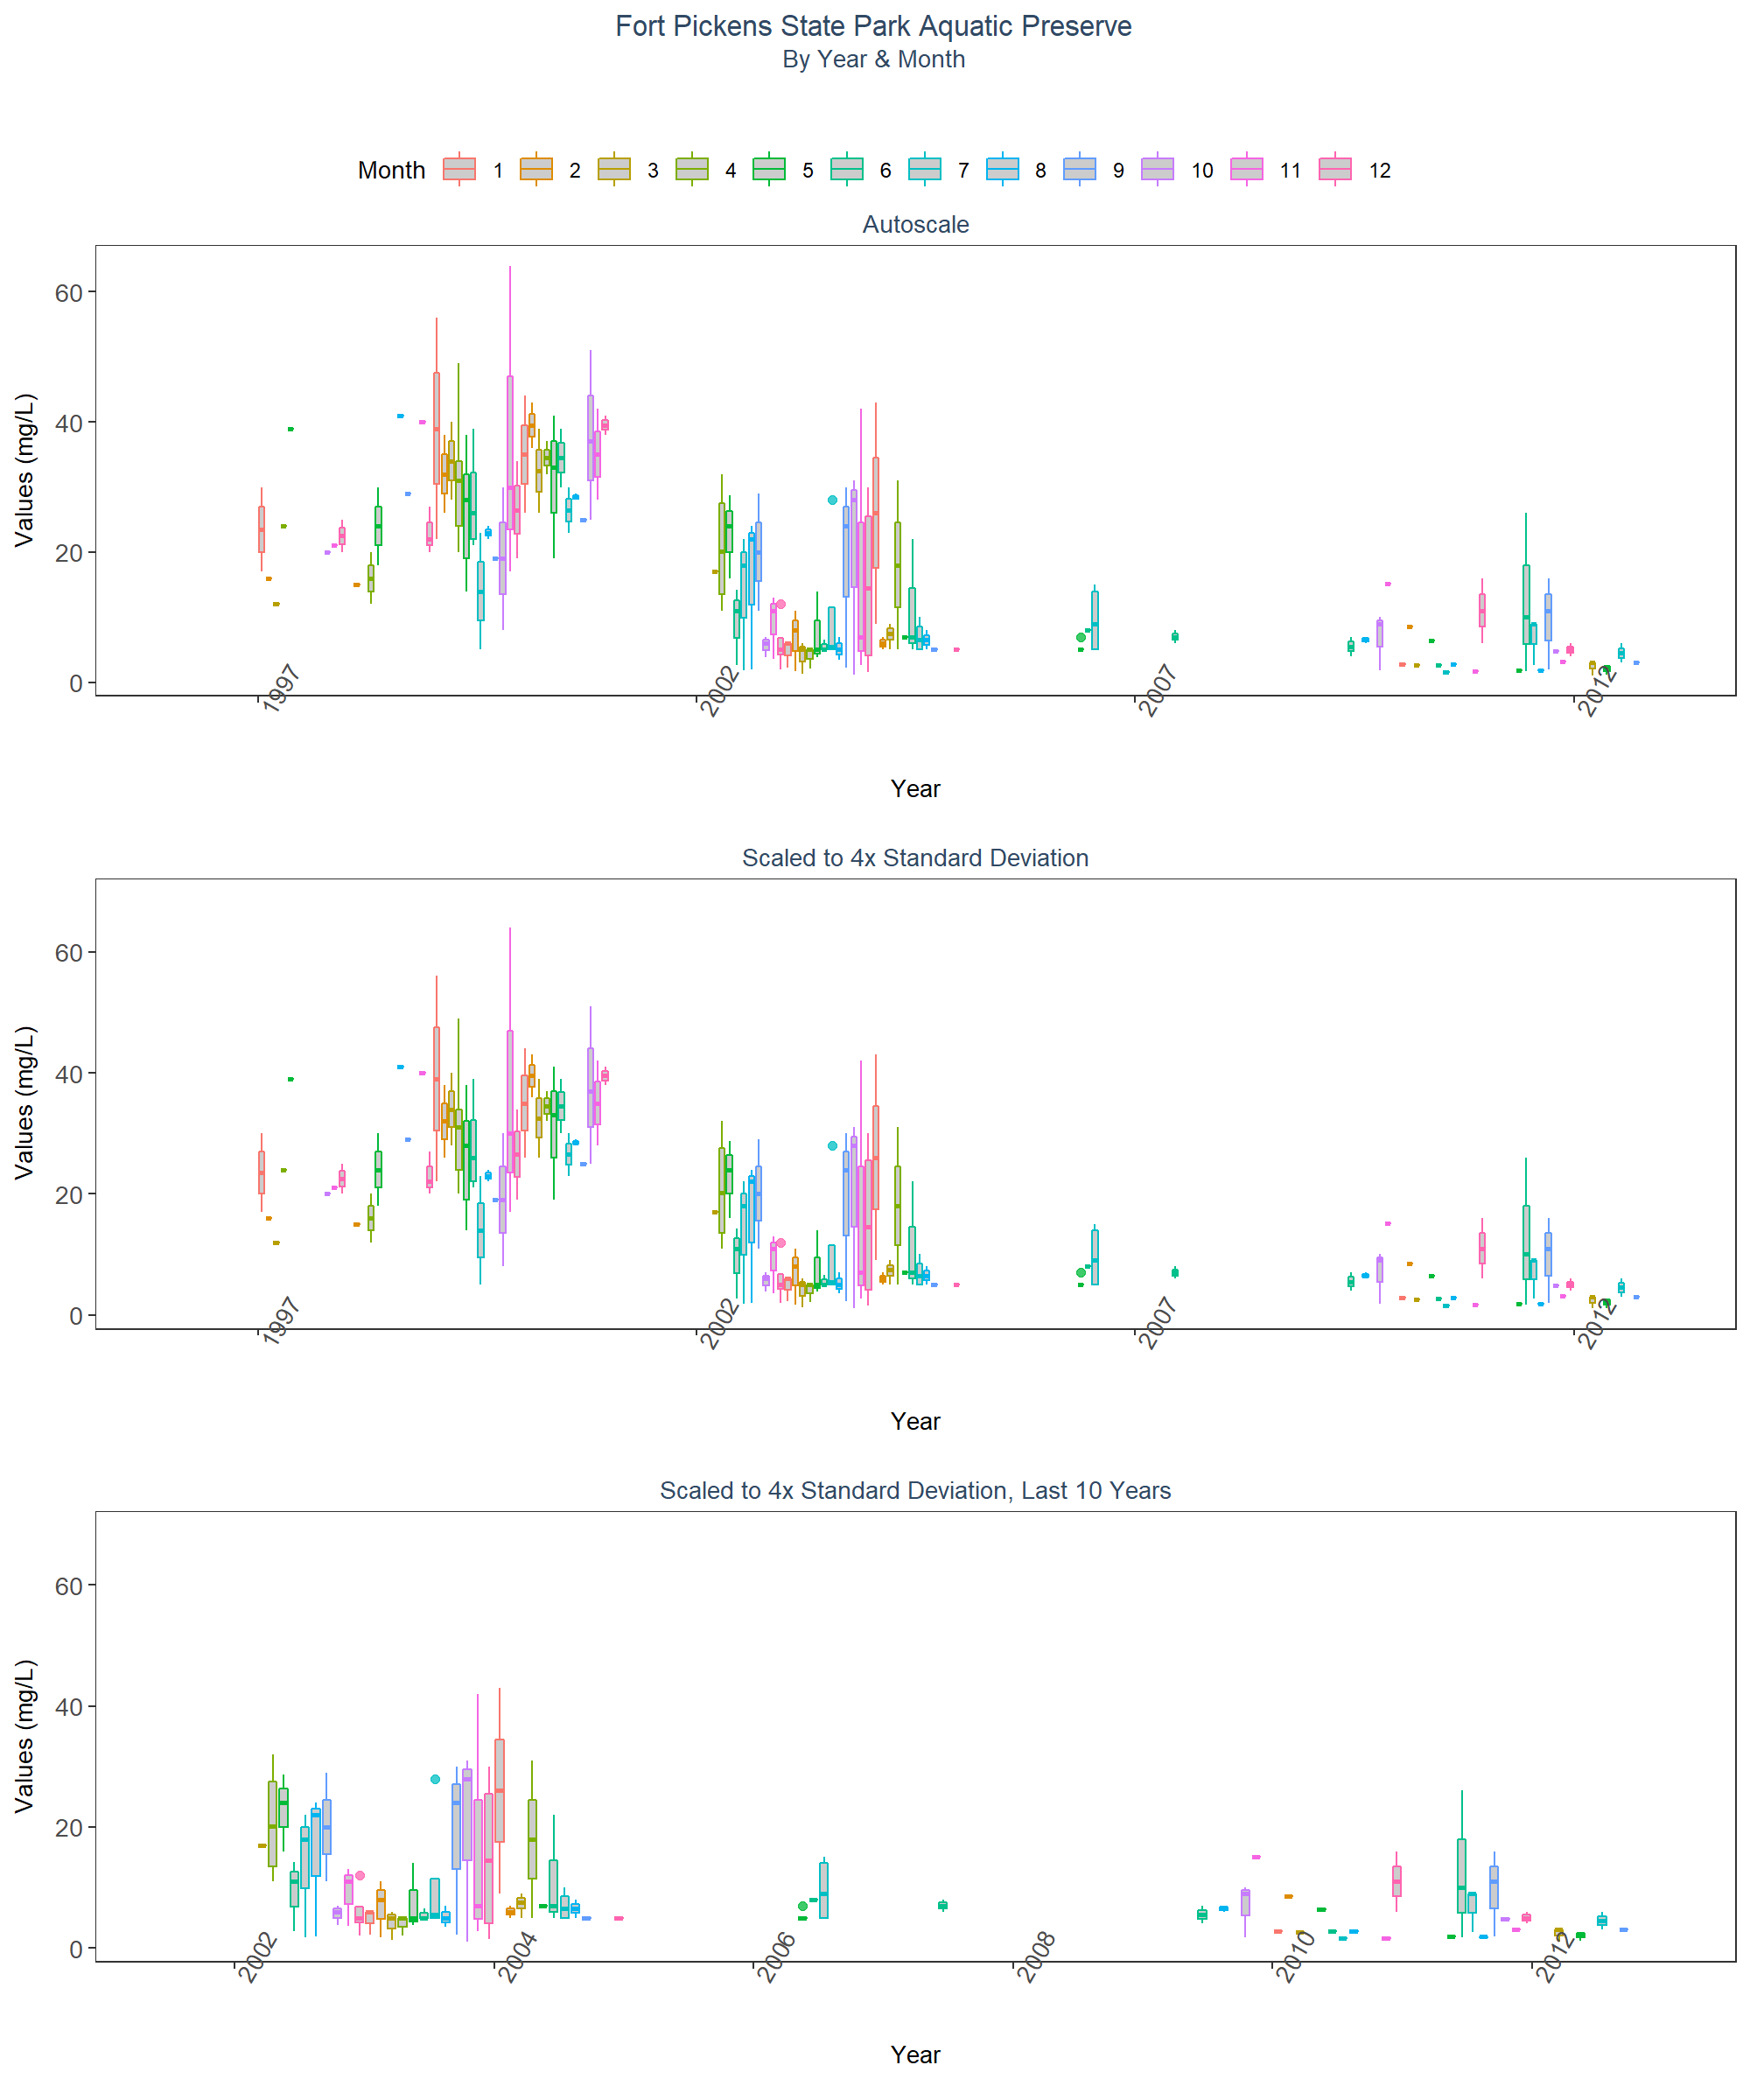 Fort Pickens State Park Aquatic Preserve
By Year & Month
Month 1 2 3 4 5 6 7 8 9 10 11 12
Autoscale
Values (mg/L)
60
40
20
0
1997 2002 2007 2012
Year
Scaled to 4x Standard Deviation
Values (mg/L)
60
40
20
0
1997 2002 2007 2012
Year
Scaled to 4x Standard Deviation, Last 10 Years
Values (mg/L)
60
40
20
0
2002 2004 2006 2008 2010 2012
Year